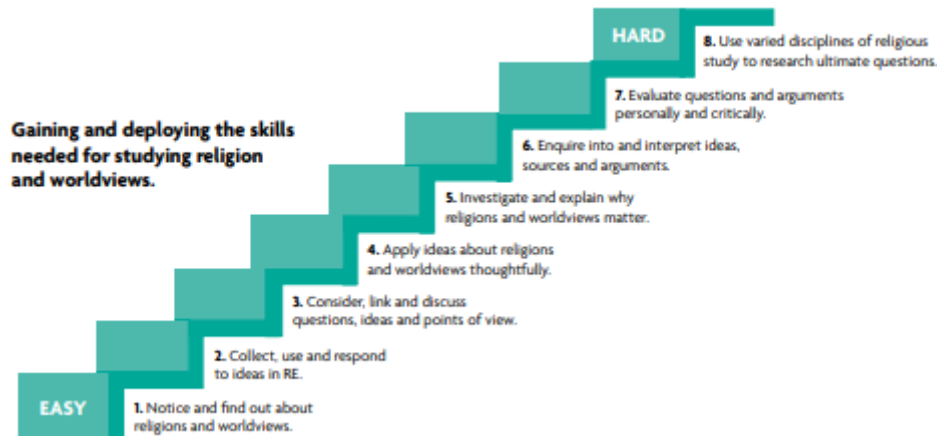 HARD
8. Use varied disciplines of religious
study to research ultimate questions.
7. Evaluate questions and arguments
personally and critically.
Gaining and deploying the skills
needed for studying religion
and worldviews.
6. Enquire into and interpret ideas,
sources and arguments.
5. Investigate and explain why
religions and worldviews matter.
4. Apply ideas about religions
and worldviews thoughtfully.
3. Consider, link and discuss
questions, ideas and points of view.
2. Collect, use and respond
to ideas in RE.
EASY
1. Notice and find out about
religions and worldviews.